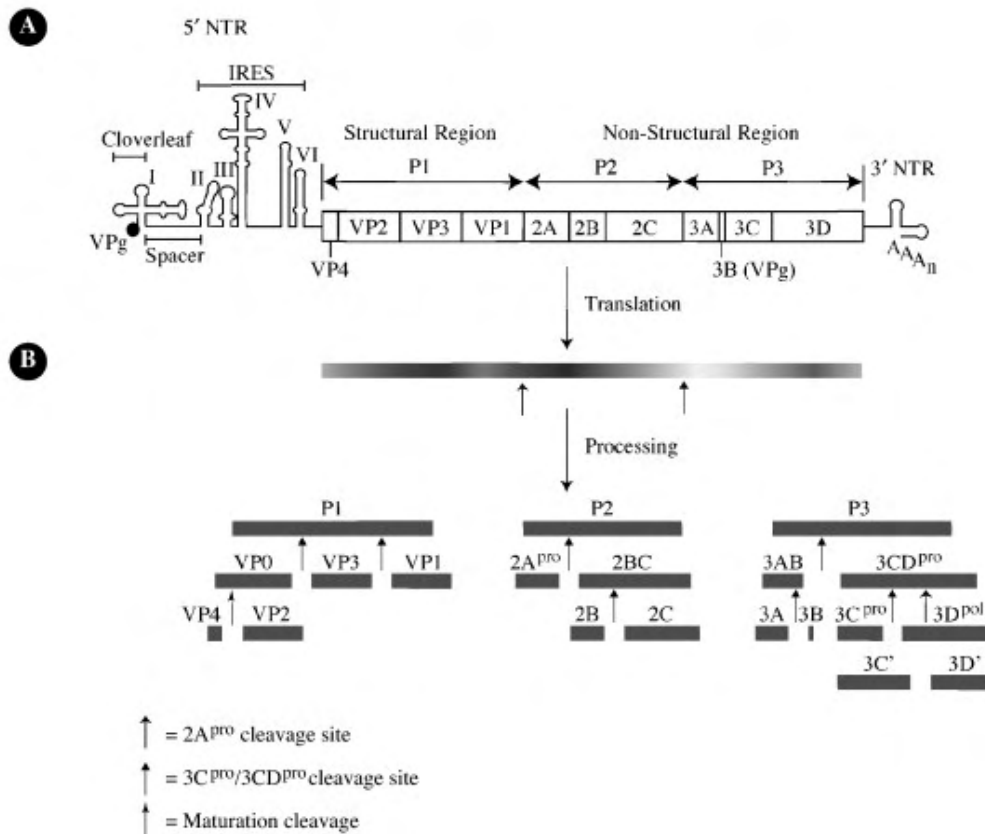 A
5′ NTR
IRES
IV
V
VI
Cloverleaf
I
II
III
VPg
Spacer
Structural Region
Non-Structural Region
P1
P2
P3
3′ NTR
VP2
VP3
VP1
2A
2B
2C
3A
3C
3D
VP4
3B (VPg)
AAAn
Translation
B
Processing
P1
P2
P3
VP0
VP3
VP1
2Apro
2BC
3AB
3CDpro
VP4
VP2
2B
2C
3A
3B
3Cpro
3Dpol
3C’
3D’
= 2Apro cleavage site
= 3Cpro/3CDpro cleavage site
= Maturation cleavage